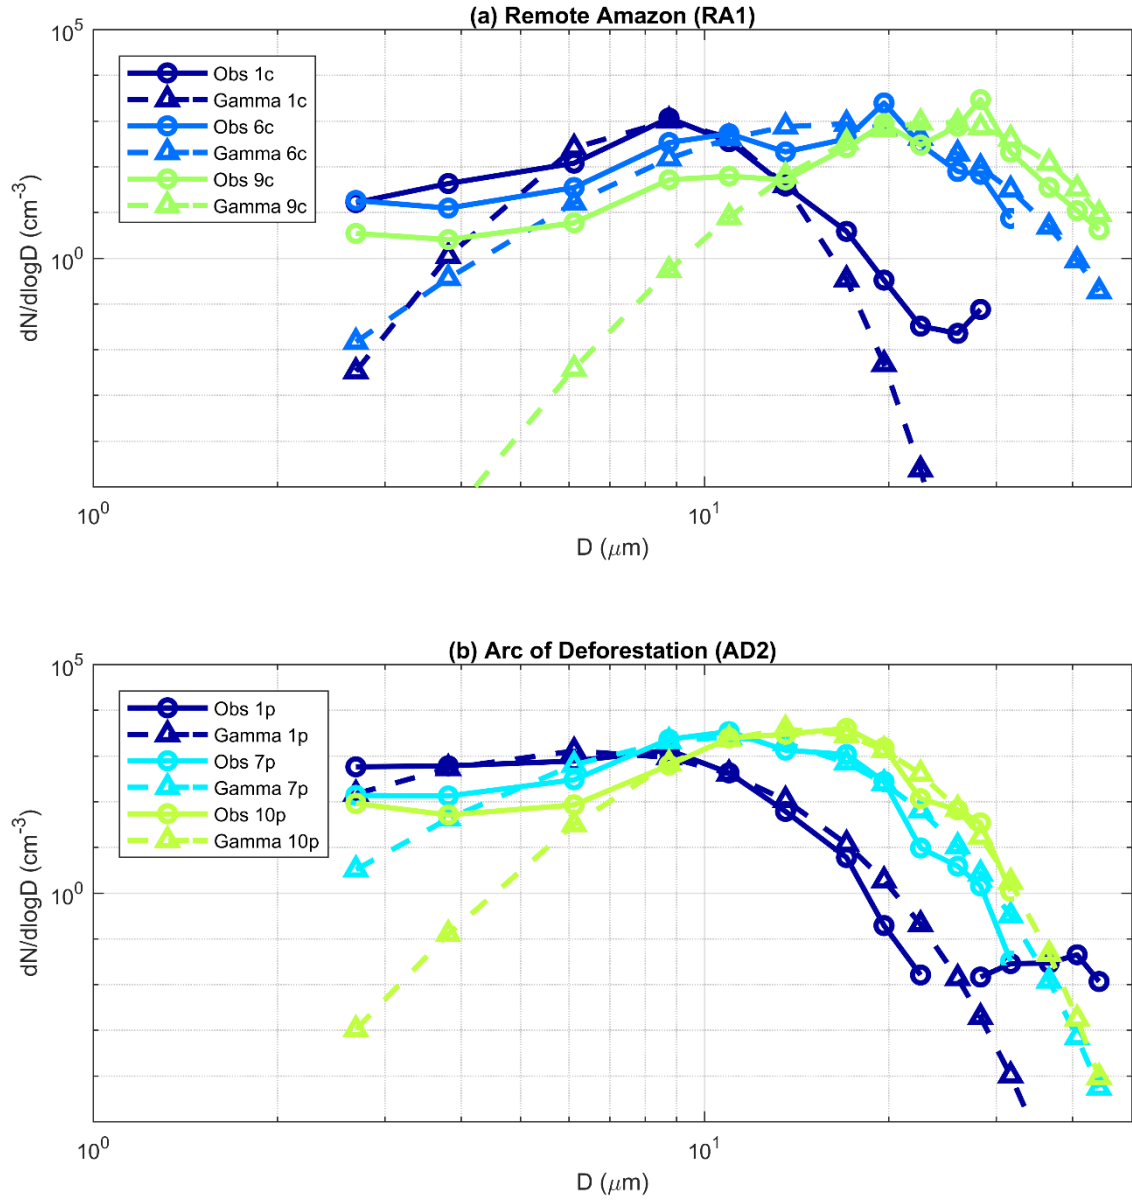 (a) Remote Amazon (RA1)
10^5
Obs 1c
Gamma 1c
Obs 6c
Gamma 6c
Obs 9c
Gamma 9c
dN/dlogD (cm^-3)
10^0
10^0
10^1
D (μm)
(b) Arc of Deforestation (AD2)
10^5
Obs 1p
Gamma 1p
Obs 7p
Gamma 7p
Obs 10p
Gamma 10p
dN/dlogD (cm^-3)
10^0
10^0
10^1
D (μm)